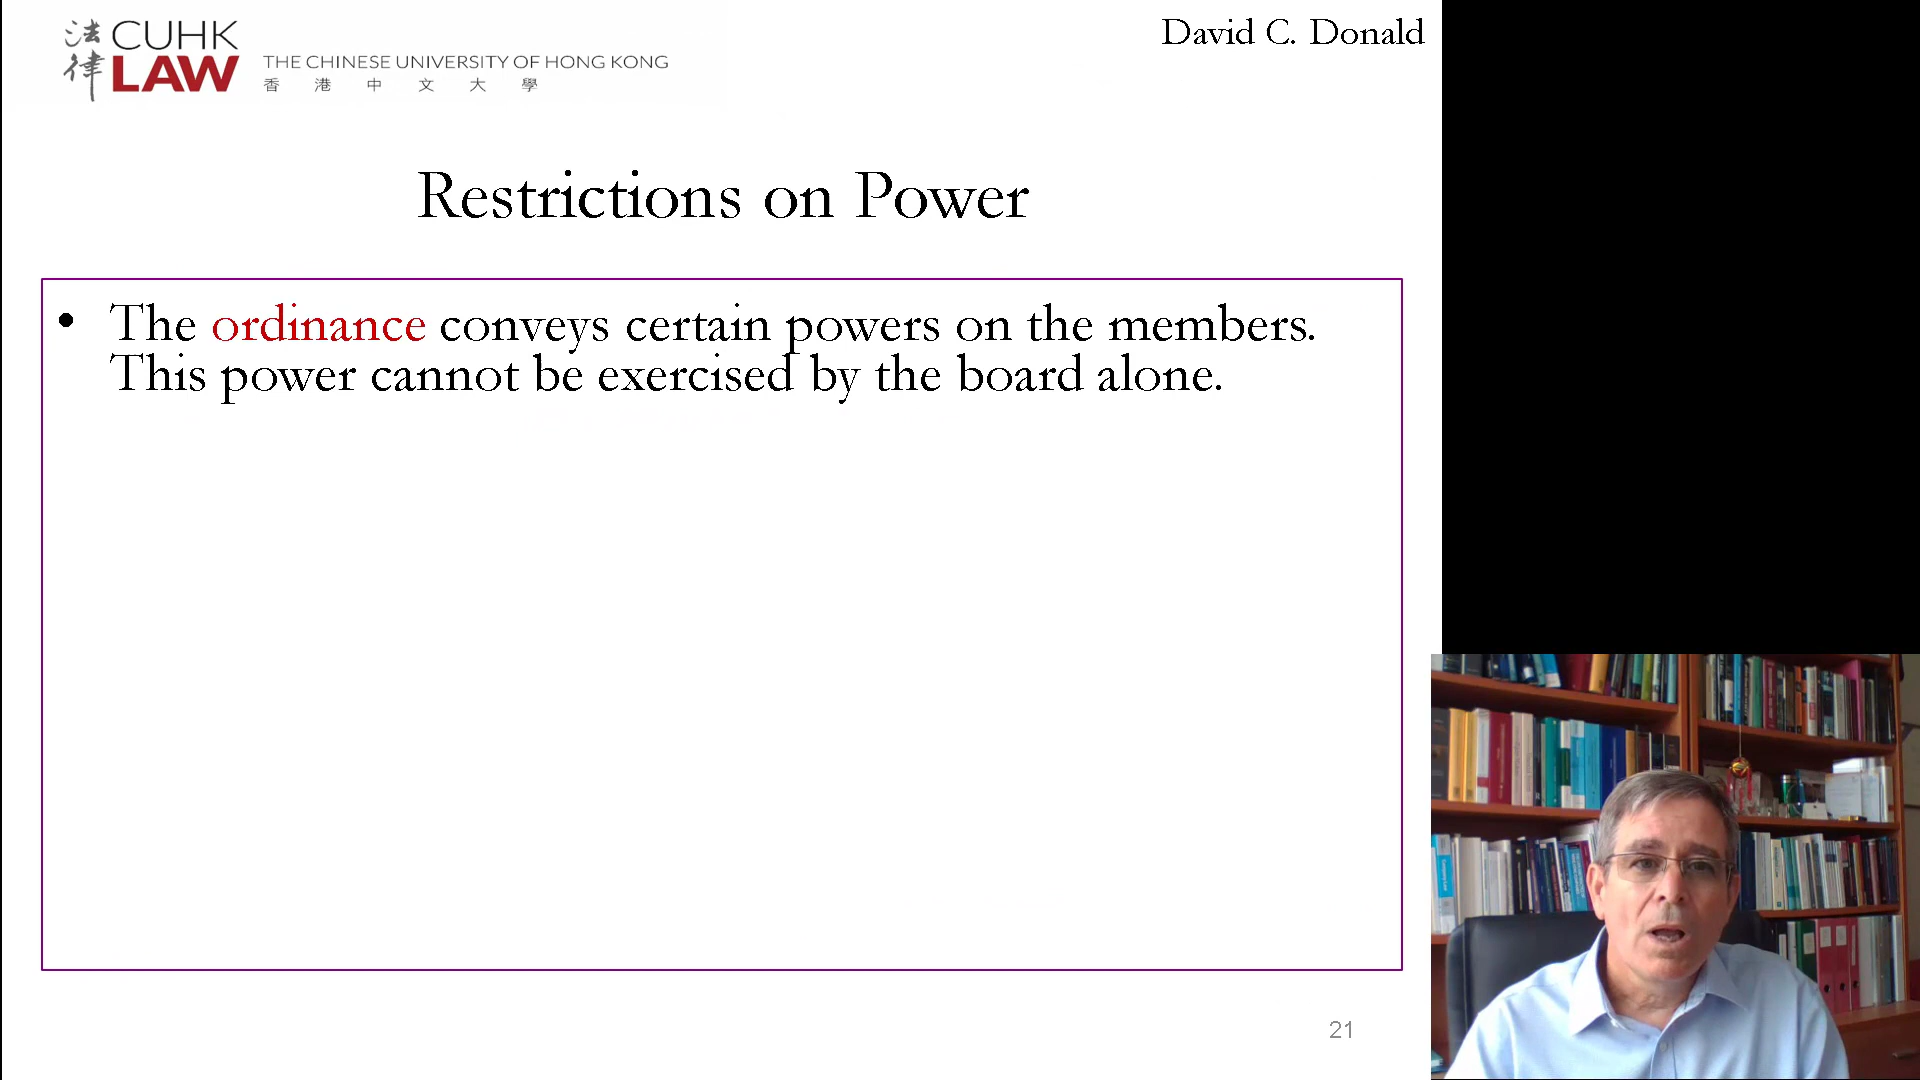 David C. Donald
法律
CUHK
LAW
THE CHINESE UNIVERSITY OF HONG KONG
香 港 中 文 大 學
Restrictions on Power
• The ordinance conveys certain powers on the members.
This power cannot be exercised by the board alone.
21